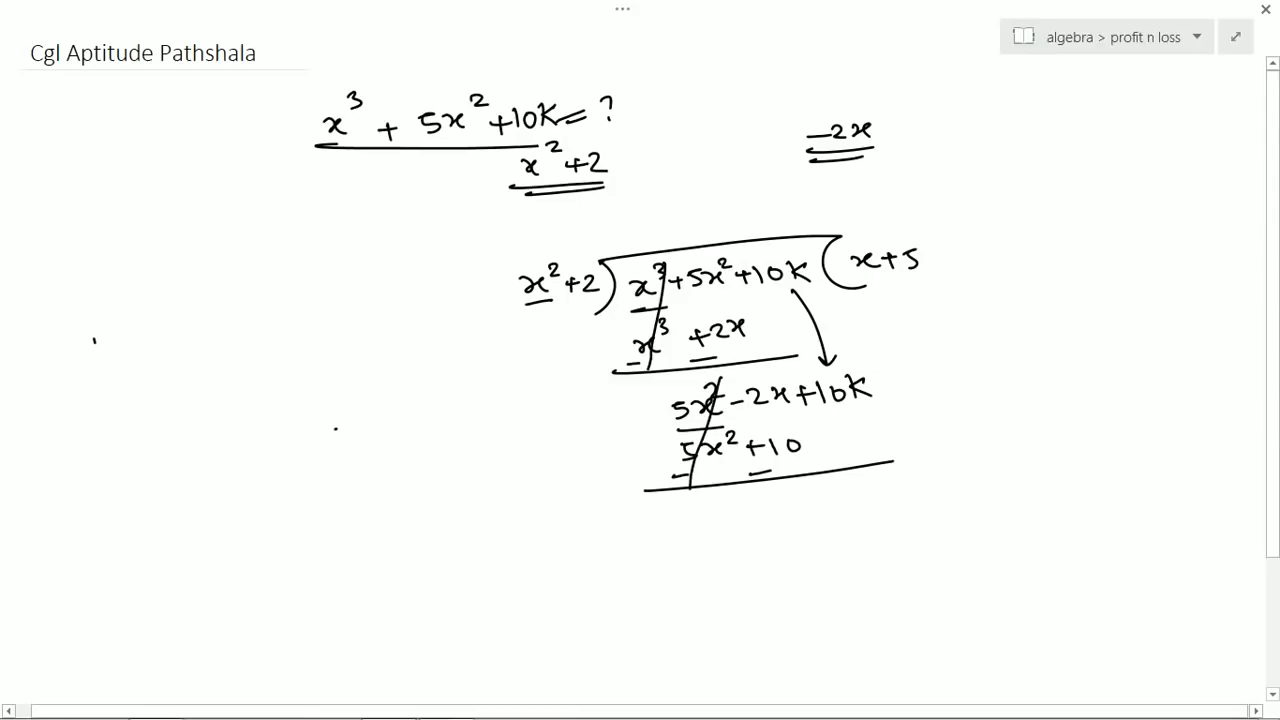 algebra > profit n loss
Cgl Aptitude Pathshala
x³ + 5x² +10K = ?
x² +2
-2x
x² +2 ) x³ +5x² +10K ( x+5
-x³ +2x
5x² -2x +10K
5x² +10